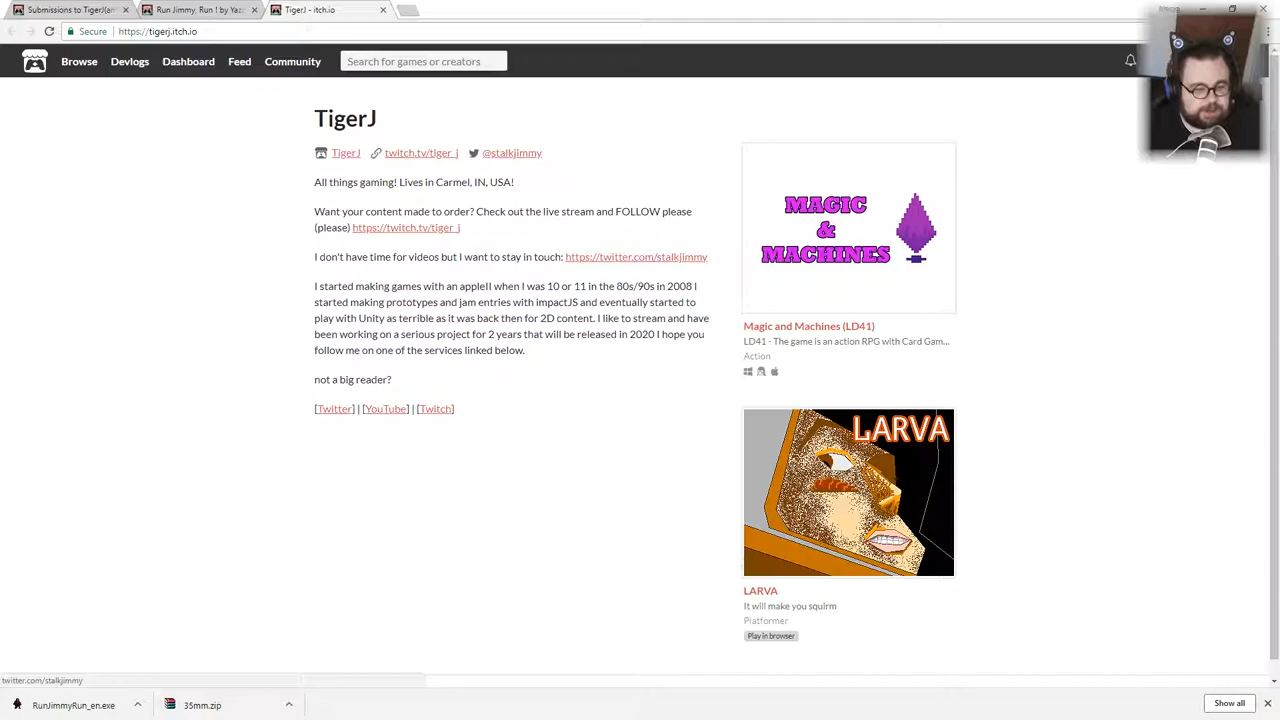 Submissions to TigerJ(am
Run Jimmy, Run ! by Yaz
TigerJ - itch.io
Secure
https://tigerj.itch.io
Browse
Devlogs
Dashboard
Feed
Community
Search for games or creators
TigerJ
TigerJ
twitch.tv/tiger_j
@stalkjimmy
All things gaming! Lives in Carmel, IN, USA!
Want your content made to order? Check out the live stream and FOLLOW please
(please) https://twitch.tv/tiger_j
I don't have time for videos but I want to stay in touch: https://twitter.com/stalkjimmy
I started making games with an appleII when I was 10 or 11 in the 80s/90s in 2008 I
started making prototypes and jam entries with impactJS and eventually started to
play with Unity as terrible as it was back then for 2D content. I like to stream and have
been working on a serious project for 2 years that will be released in 2020 I hope you
follow me on one of the services linked below.
not a big reader?
[Twitter] | [YouTube] | [Twitch]
MAGIC
&
MACHINES
Magic and Machines (LD41)
LD41 - The game is an action RPG with Card Gam...
Action
LARVA
LARVA
It will make you squirm
Platformer
Play in browser
twitter.com/stalkjimmy
RunJimmyRun_en.exe
35mm.zip
Show all